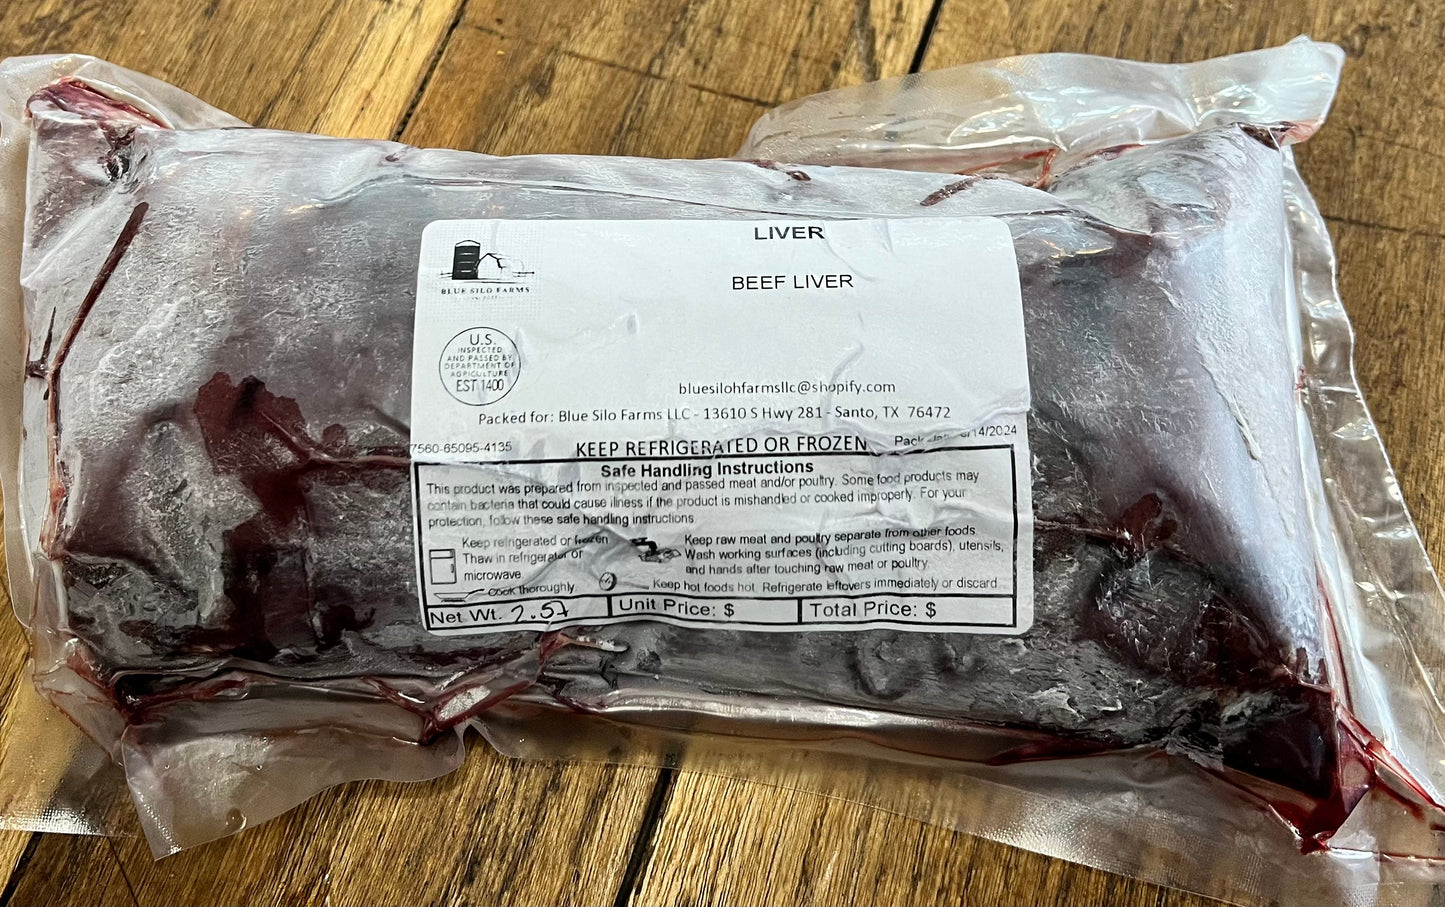 LIVER
BEEF LIVER
BLUE SILO FARMS
U.S.
INSPECTED
AND PASSED BY
DEPARTMENT OF
AGRICULTURE
EST 1400
bluesilohfarmsllc@shopify.com
Packed for: Blue Silo Farms LLC - 13610 S Hwy 281 - Santo, TX 76472
7560-65095-4135
KEEP REFRIGERATED OR FROZEN
/14/2024
Safe Handling Instructions
This product was prepared from inspected and passed meat and/or poultry. Some food products may
contain bacteria that could cause illness if the product is mishandled or cooked improperly. For your
protection, follow these safe handling instructions.
Keep refrigerated or frozen
Thaw in refrigerator or
microwave
Cook thoroughly
Keep raw meat and poultry separate from other foods.
Wash working surfaces (including cutting boards), utensils,
and hands after touching raw meat or poultry.
Keep hot foods hot. Refrigerate leftovers immediately or discard
Net Wt. 2.57
Unit Price: $
Total Price: $